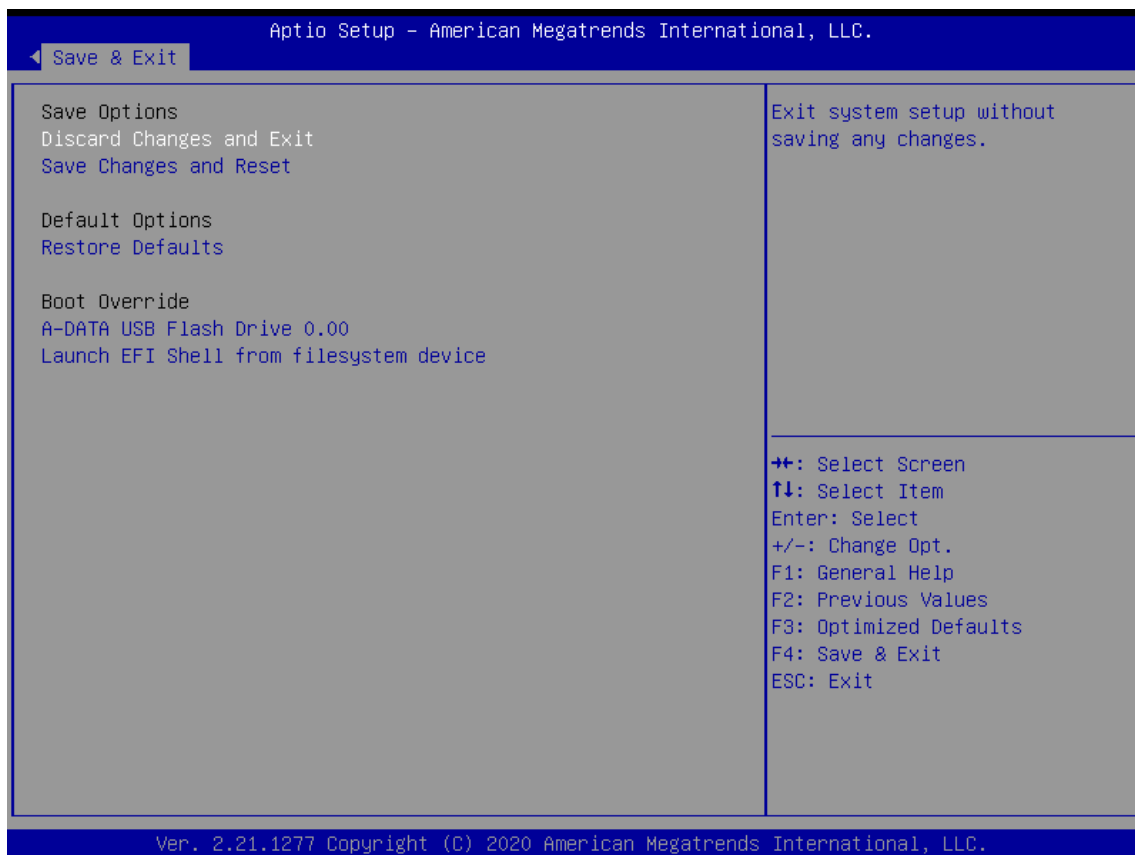 Aptio Setup – American Megatrends International, LLC.
Save & Exit
Save Options
Discard Changes and Exit
Save Changes and Reset
Default Options
Restore Defaults
Boot Override
A-DATA USB Flash Drive 0.00
Launch EFI Shell from filesystem device
Exit system setup without
saving any changes.
→←: Select Screen
↑↓: Select Item
Enter: Select
+/-: Change Opt.
F1: General Help
F2: Previous Values
F3: Optimized Defaults
F4: Save & Exit
ESC: Exit
Ver. 2.21.1277 Copyright (C) 2020 American Megatrends International, LLC.